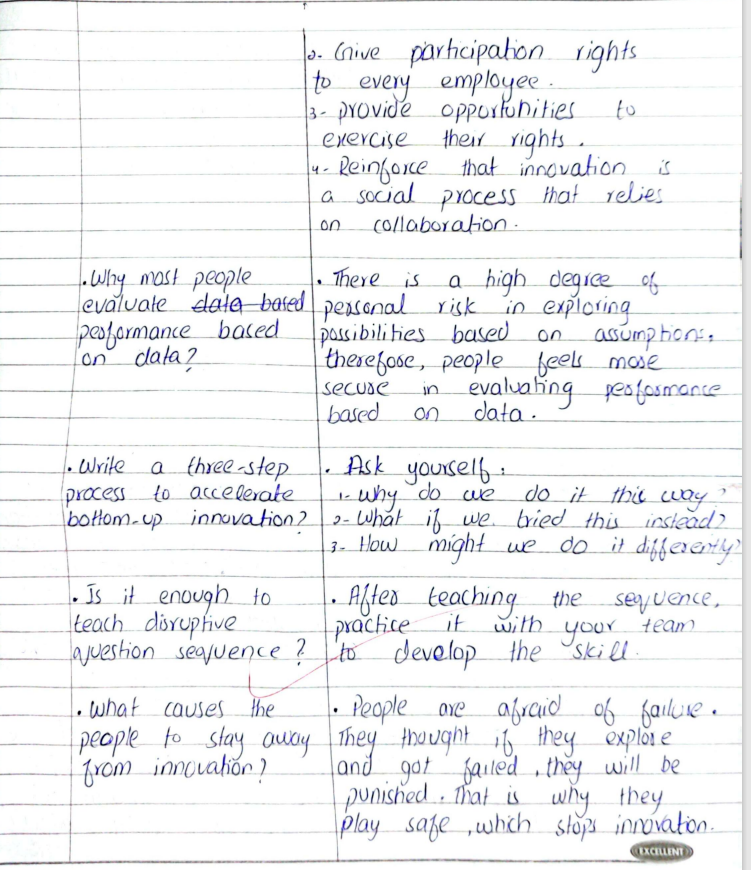 2- Give participation rights
to every employee.
3- provide opportunities to
exercise their rights.
4- Reinforce that innovation is
a social process that relies
on collaboration.
. Why most people
evaluate data based
performance based
on data?
. There is a high degree of
personal risk in exploring
possibilities based on assumptions,
therefore, people feels more
secure in evaluating performance
based on data.
. Write a three-step
process to accelerate
bottom-up innovation?
. Ask yourself:
1- Why do we do it this way?
2- What if we tried this instead?
3- How might we do it differently?
. Is it enough to
teach disruptive
question sequence?
. After teaching the sequence,
practice it with your team
to develop the skill.
. What causes the
people to stay away
from innovation?
. People are afraid of failure.
They thought if they explore
and got failed, they will be
punished. That is why they
play safe, which stops innovation.
EXCELLENT